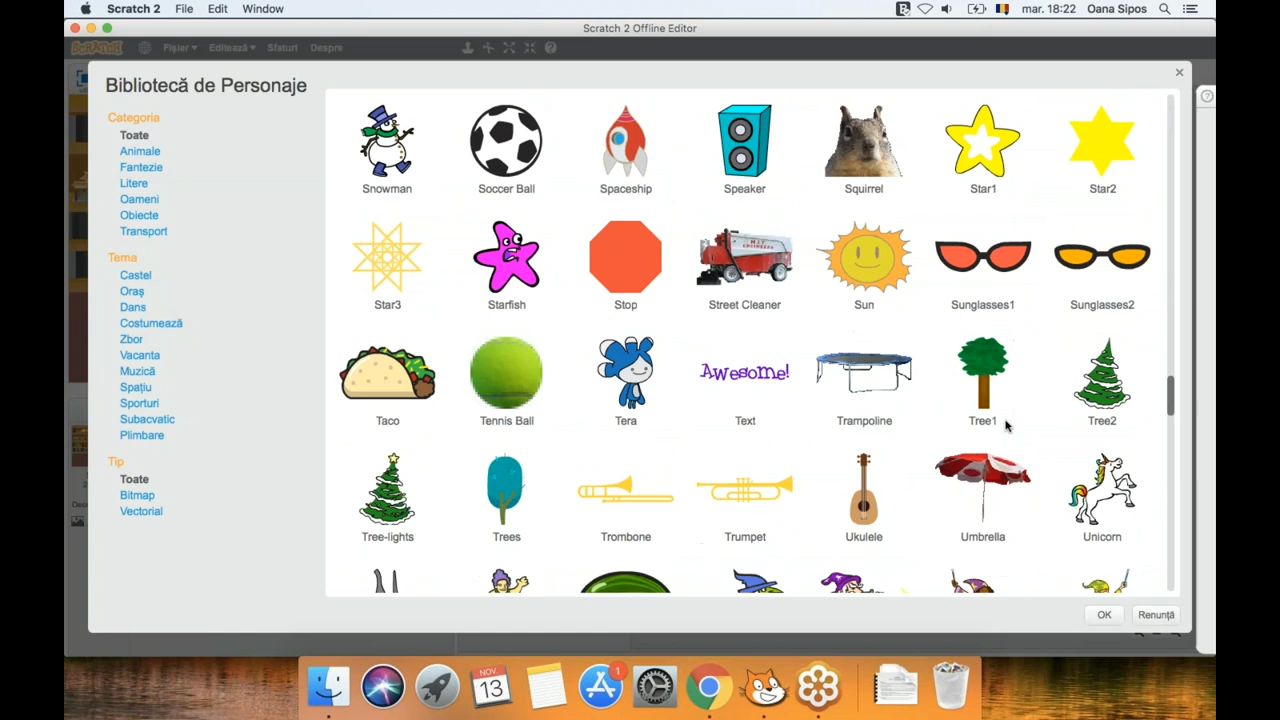 Scratch 2 File Edit Window mar. 18:22 Oana Sipos
Scratch 2 Offline Editor
SCRATCH Fișier Editează Sfaturi Despre
Bibliotecă de Personaje
Categoria
Toate
Animale
Fantezie
Litere
Oameni
Obiecte
Transport
Tema
Castel
Oraș
Dans
Costumează
Zbor
Vacanta
Muzică
Spațiu
Sporturi
Subacvatic
Plimbare
Tip
Toate
Bitmap
Vectorial
Snowman Soccer Ball Spaceship Speaker Squirrel Star1 Star2
Star3 Starfish Stop Street Cleaner Sun Sunglasses1 Sunglasses2
Awesome!
Taco Tennis Ball Tera Text Trampoline Tree1 Tree2
Tree-lights Trees Trombone Trumpet Ukulele Umbrella Unicorn
OK Renunță
NOV.
13
1